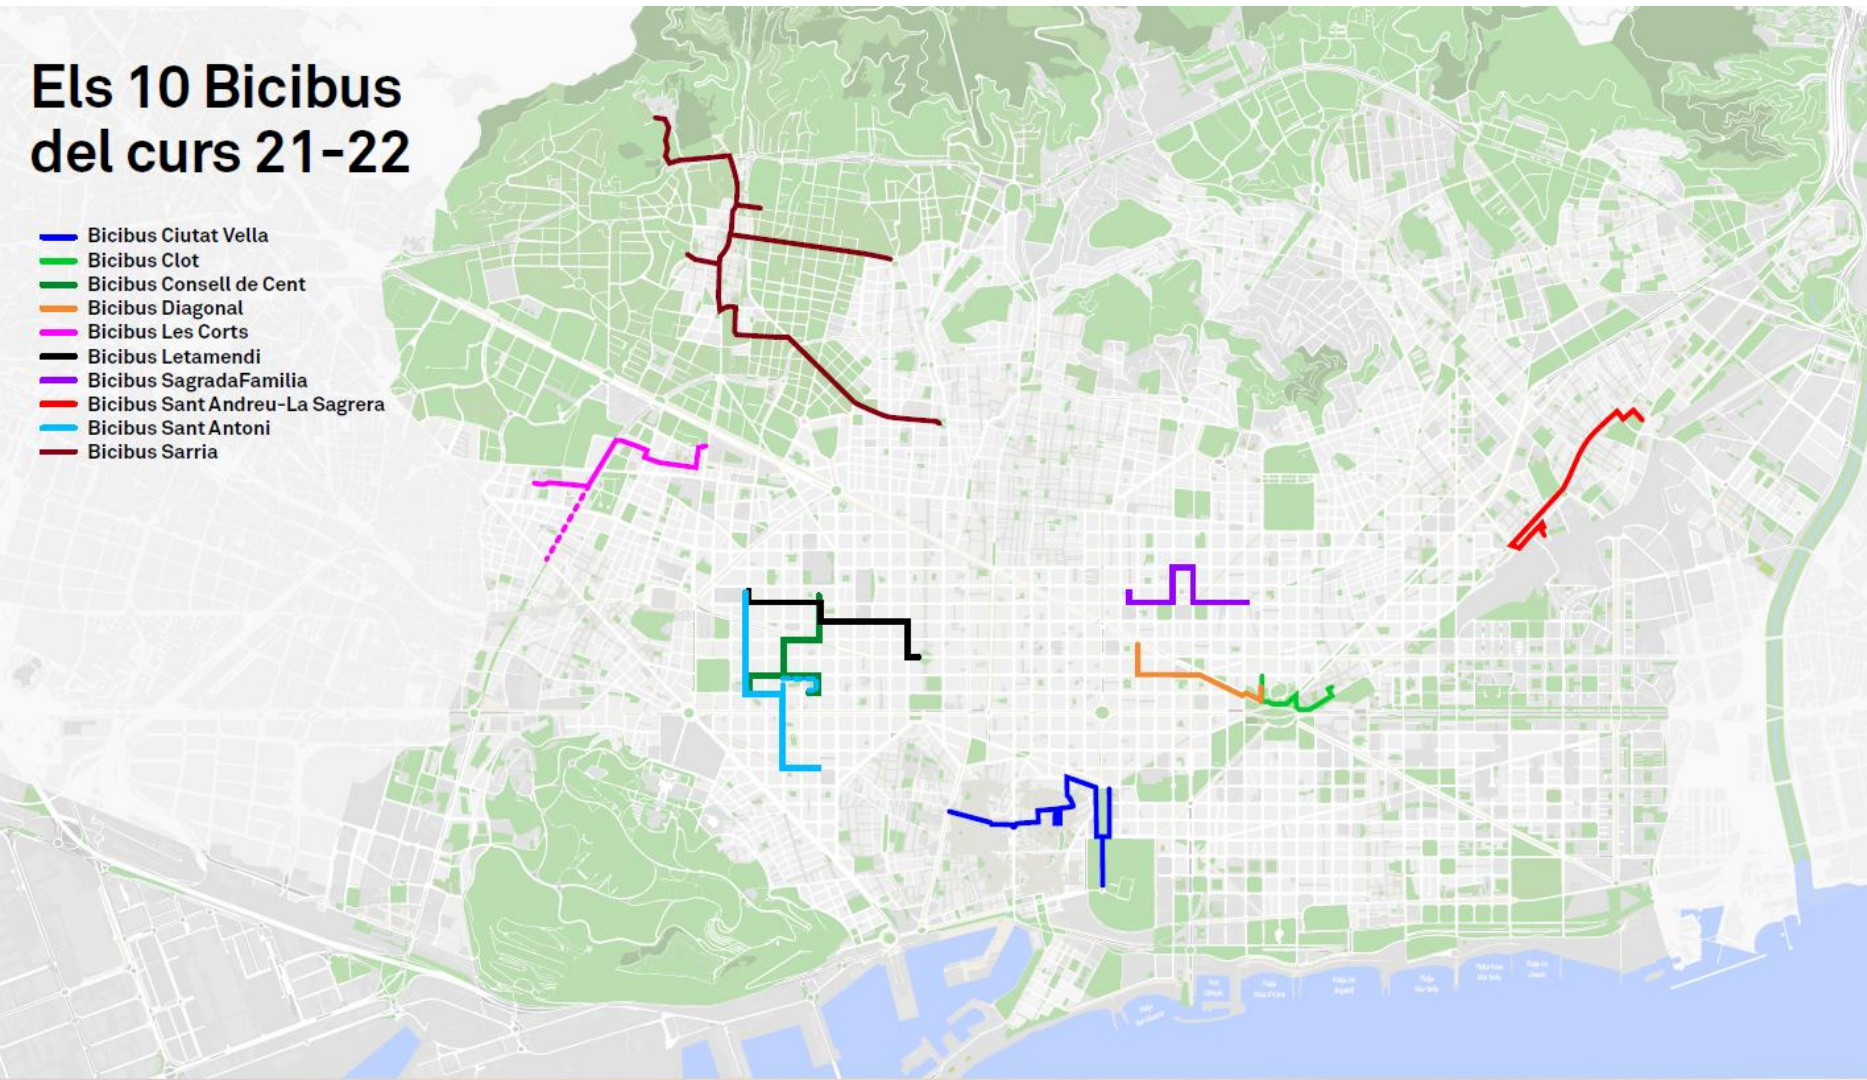 Els 10 Bicibus
del curs 21-22
Bicibus Ciutat Vella
Bicibus Clot
Bicibus Consell de Cent
Bicibus Diagonal
Bicibus Les Corts
Bicibus Letamendi
Bicibus SagradaFamilia
Bicibus Sant Andreu-La Sagrera
Bicibus Sant Antoni
Bicibus Sarria